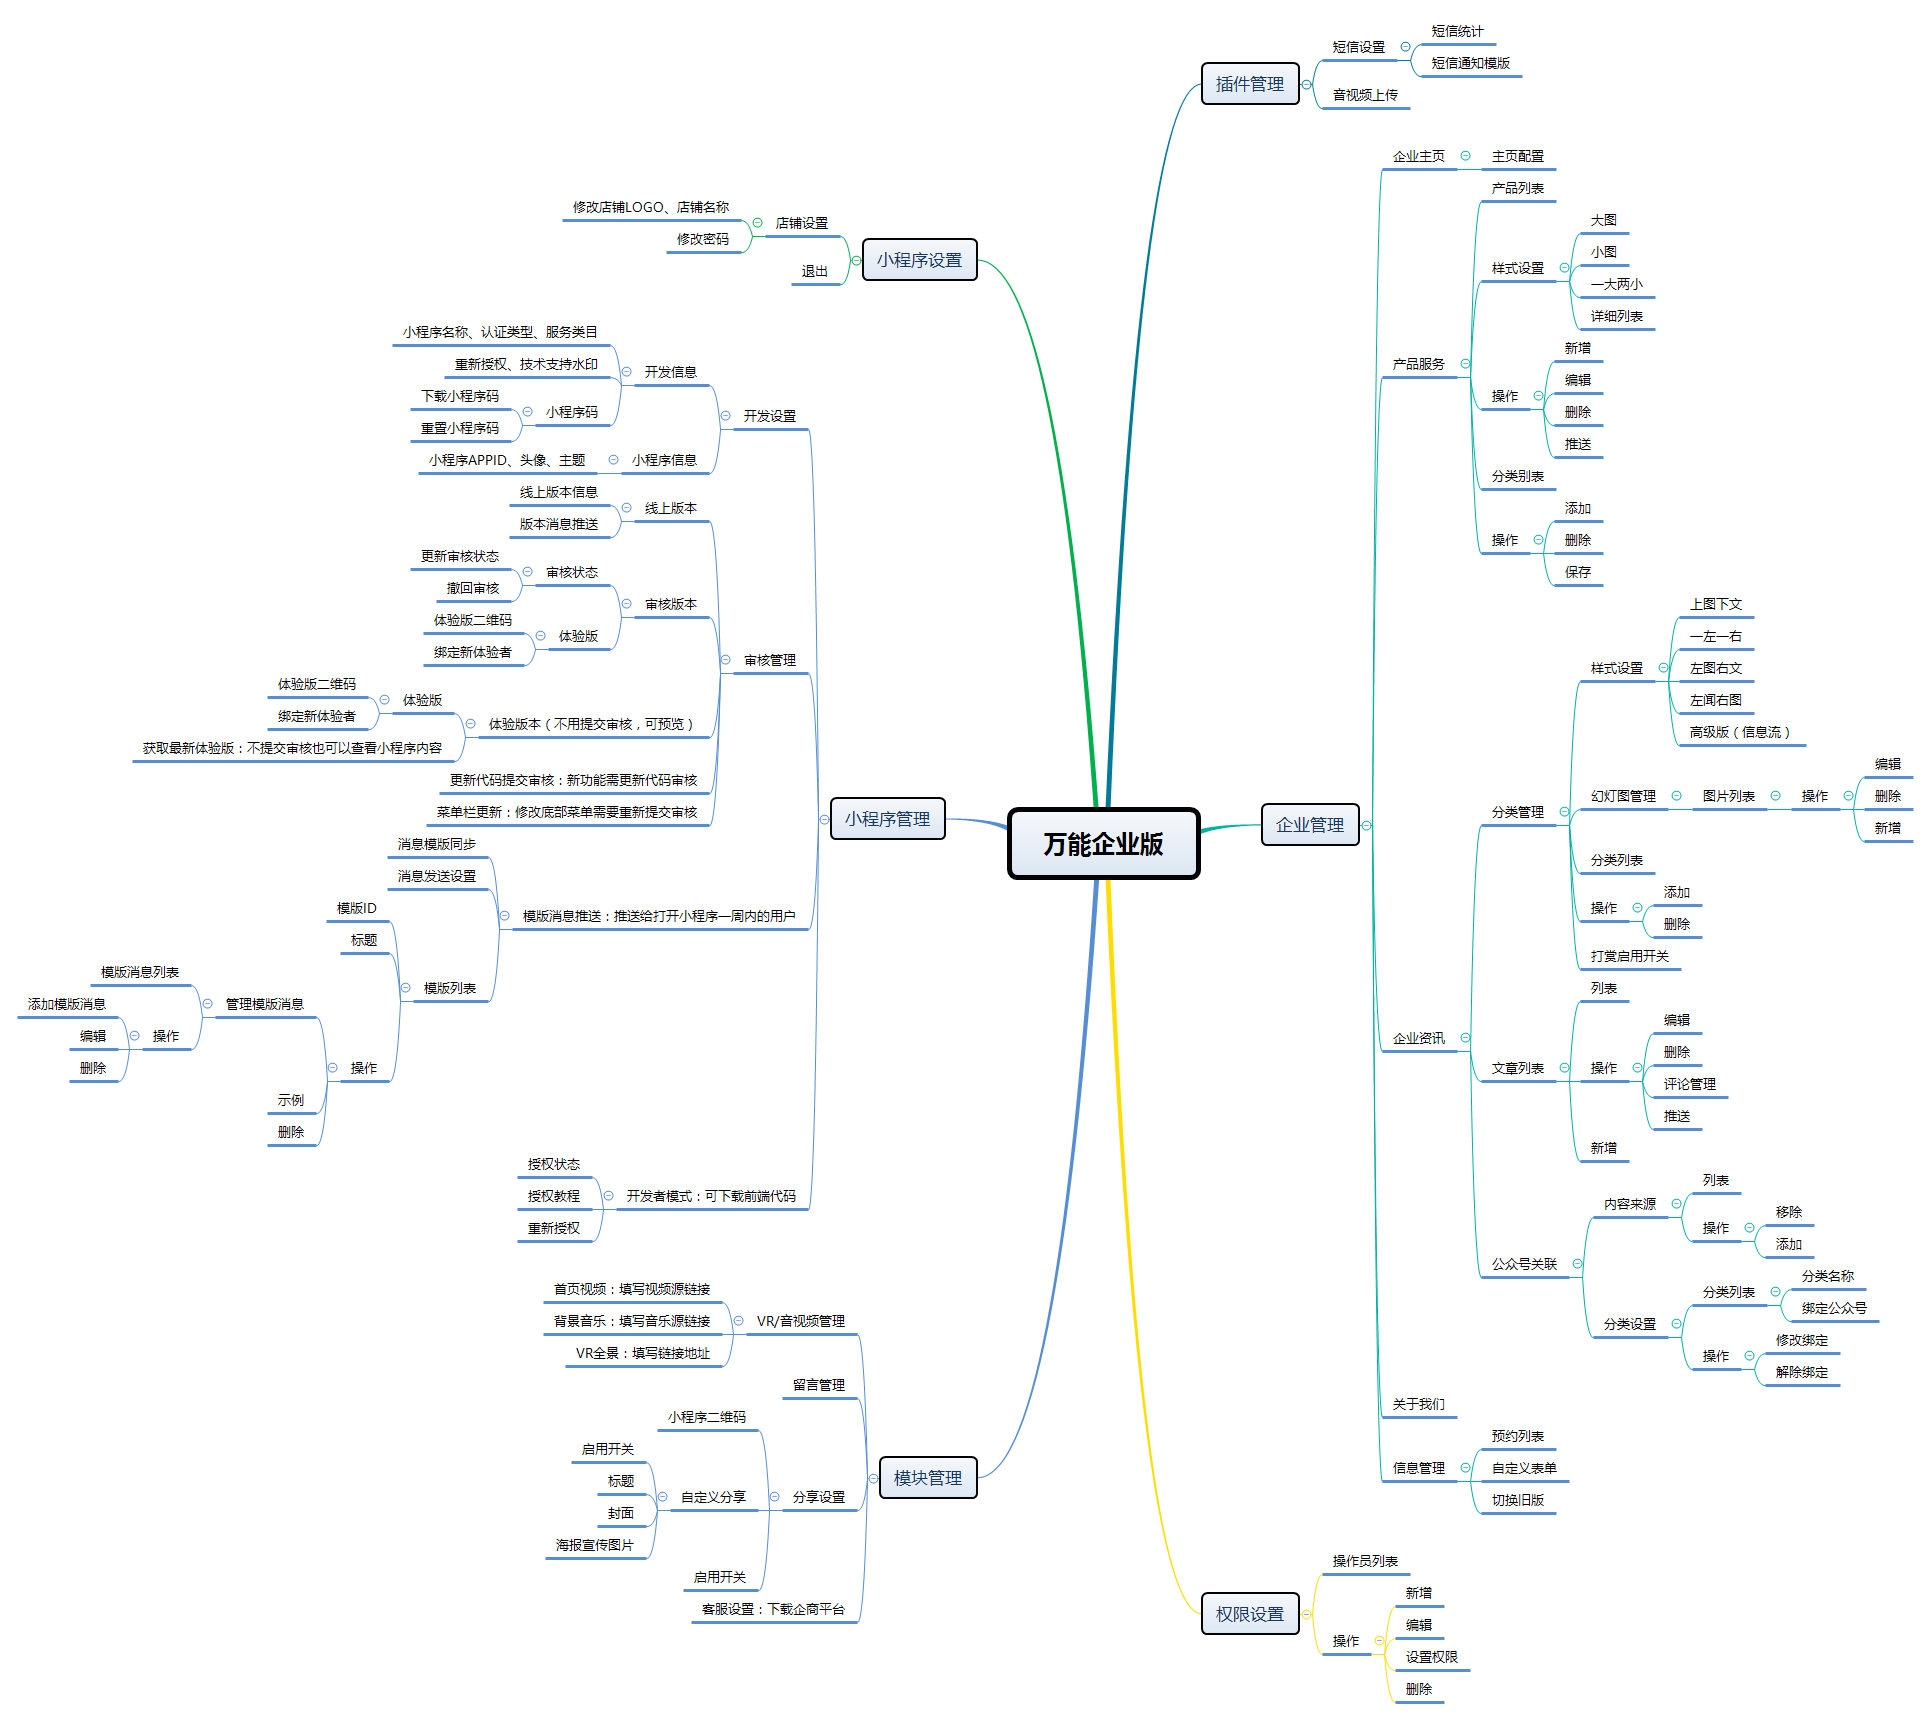 万能企业版
插件管理
短信设置
短信统计
短信通知模版
音视频上传
企业管理
企业主页
主页配置
产品服务
产品列表
样式设置
大图
小图
一大两小
详细列表
操作
新增
编辑
删除
推送
分类别表
操作
添加
删除
保存
企业资讯
分类管理
样式设置
上图下文
一左一右
左图右文
左闻右图
高级版（信息流）
幻灯图管理
图片列表
操作
编辑
删除
新增
分类列表
操作
添加
删除
打赏启用开关
文章列表
列表
操作
编辑
删除
评论管理
推送
新增
公众号关联
内容来源
列表
操作
移除
添加
分类设置
分类列表
分类名称
绑定公众号
操作
修改绑定
解除绑定
关于我们
信息管理
预约列表
自定义表单
切换旧版
权限设置
操作员列表
操作
新增
编辑
设置权限
删除
小程序设置
店铺设置
修改店铺LOGO、店铺名称
修改密码
退出
小程序管理
开发设置
开发信息
小程序名称、认证类型、服务类目
重新授权、技术支持水印
小程序码
下载小程序码
重置小程序码
小程序信息
小程序APPID、头像、主题
审核管理
线上版本
线上版本信息
版本消息推送
审核版本
审核状态
更新审核状态
撤回审核
体验版
体验版二维码
绑定新体验者
体验版本（不用提交审核，可预览）
体验版
体验版二维码
绑定新体验者
获取最新体验版：不提交审核也可以查看小程序内容
更新代码提交审核：新功能需更新代码审核
菜单栏更新：修改底部菜单需要重新提交审核
模版消息推送：推送给打开小程序一周内的用户
消息模版同步
消息发送设置
模版列表
模版ID
标题
操作
管理模版消息
模版消息列表
操作
添加模版消息
编辑
删除
示例
删除
开发者模式：可下载前端代码
授权状态
授权教程
重新授权
模块管理
VR/音视频管理
首页视频：填写视频源链接
背景音乐：填写音乐源链接
VR全景：填写链接地址
留言管理
分享设置
小程序二维码
自定义分享
启用开关
标题
封面
海报宣传图片
启用开关
客服设置：下载企商平台